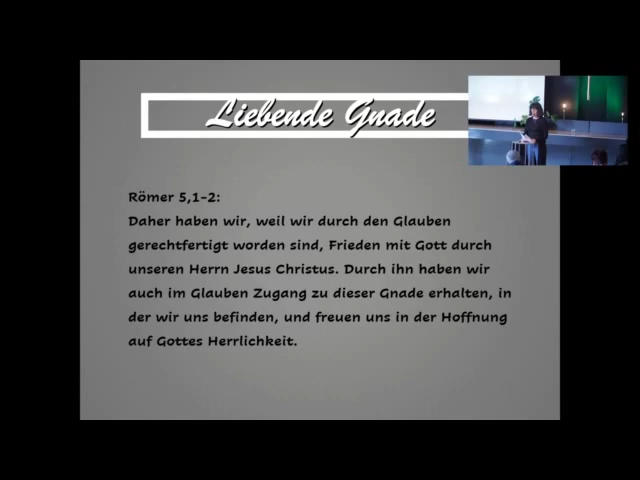 Liebende Gnade
Römer 5,1-2:
Daher haben wir, weil wir durch den Glauben
gerechtfertigt worden sind, Frieden mit Gott durch
unseren Herrn Jesus Christus. Durch ihn haben wir
auch im Glauben Zugang zu dieser Gnade erhalten, in
der wir uns befinden, und freuen uns in der Hoffnung
auf Gottes Herrlichkeit.